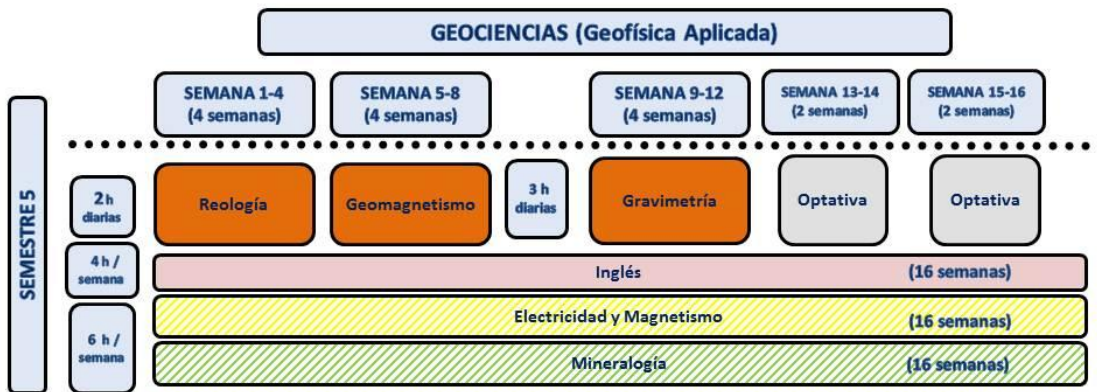 GEOCIENCIAS (Geofísica Aplicada)
SEMANA 1-4
(4 semanas)
SEMANA 5-8
(4 semanas)
SEMANA 9-12
(4 semanas)
SEMANA 13-14
(2 semanas)
SEMANA 15-16
(2 semanas)
SEMESTRE 5
2 h
diarias
Reología
Geomagnetismo
3 h
diarias
Gravimetría
Optativa
Optativa
4 h /
semana
Inglés
(16 semanas)
6 h /
semana
Electricidad y Magnetismo
(16 semanas)
Mineralogía
(16 semanas)